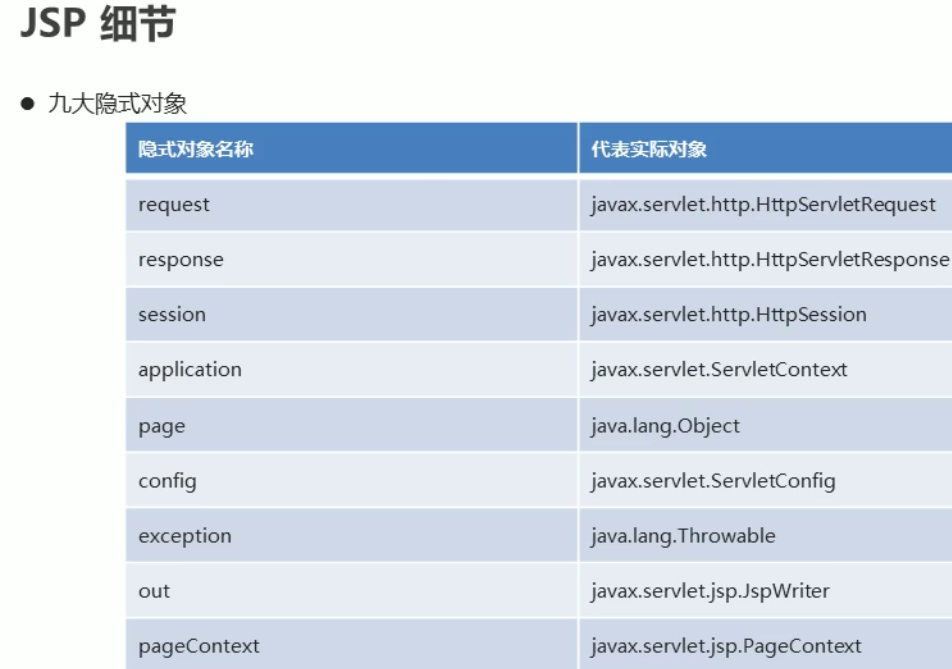 JSP 细节
● 九大隐式对象
隐式对象名称 代表实际对象
request javax.servlet.http.HttpServletRequest
response javax.servlet.http.HttpServletResponse
session javax.servlet.http.HttpSession
application javax.servlet.ServletContext
page java.lang.Object
config javax.servlet.ServletConfig
exception java.lang.Throwable
out javax.servlet.jsp.JspWriter
pageContext javax.servlet.jsp.PageContext